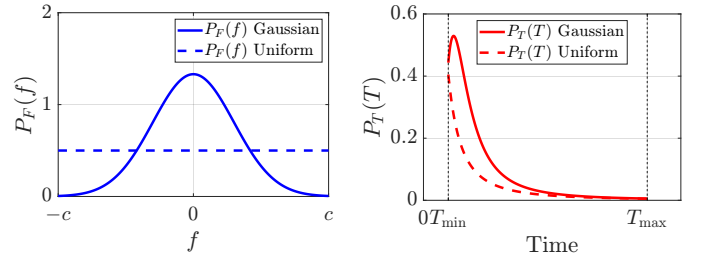 2
P_F(f) Gaussian
P_F(f) Uniform
1
0
P_F(f)
−c
0
c
f
0.6
P_T(T) Gaussian
P_T(T) Uniform
0.4
0.2
0
P_T(T)
0T_min
T_max
Time